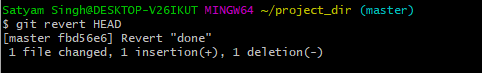 Satyam Singh@DESKTOP-V26IKUT MINGW64 ~/project_dir (master)
$ git revert HEAD
[master fbd56e6] Revert "done"
 1 file changed, 1 insertion(+), 1 deletion(-)